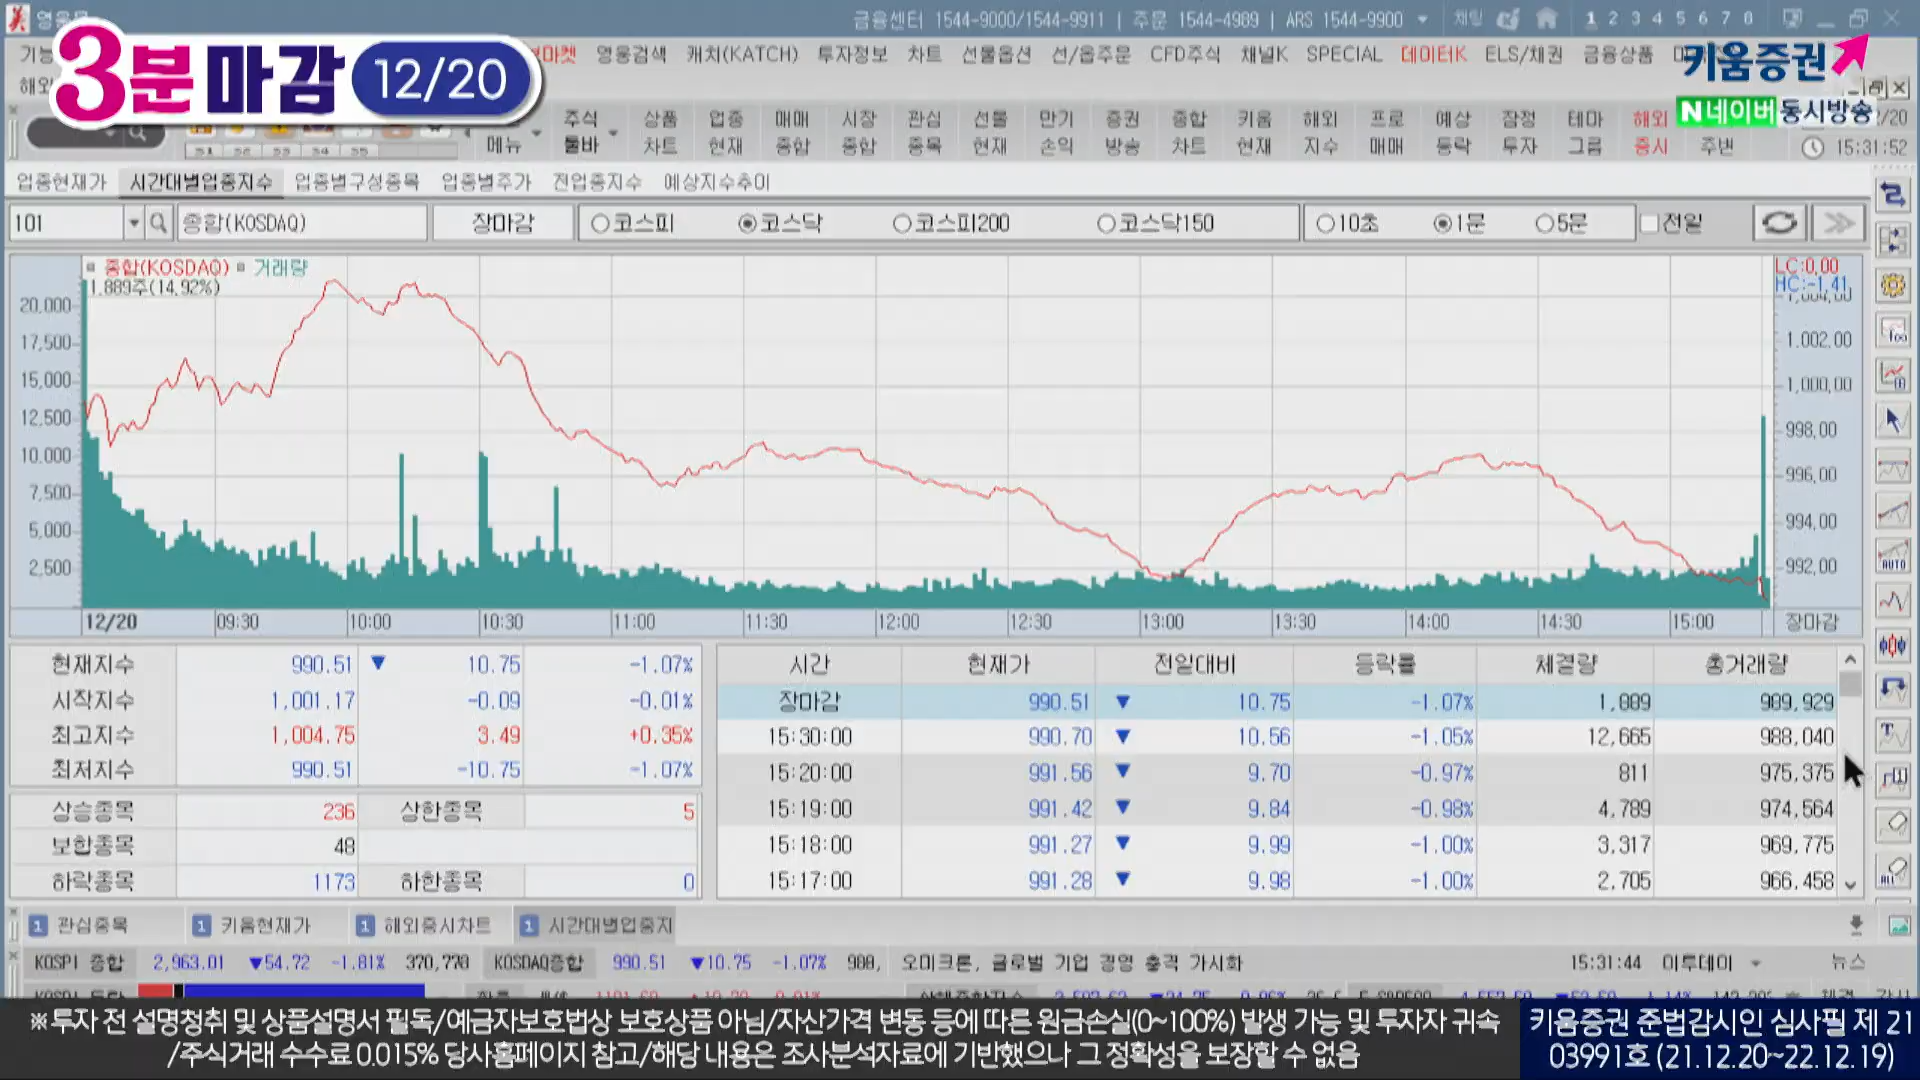 금융센터 1544-9000/1544-9911 | 주문 1544-4989 | ARS 1544-9900 채팅 1 2 3 4 5 6 7 8
3분 마감 12/20
영웅검색 캐치(KATCH) 투자정보 차트 선물옵션 선/옵주문 CFD주식 채널K SPECIAL 데이터K ELS/채권 금융상품
키움증권
N 네이버 동시방송
메뉴 주식 툴바 상품 차트 업종 현재 매매 종합 시장 종합 관심 종목 선물 현재 만기 손익 증권 방송 종합 차트 키움 현재 해외 지수 프로 매매 예상 등락 잠정 투자 테마 그룹 해외 증시 주변
15:31:52
업종현재가 시간대별업종지수 업종별구성종목 업종별주가 전업종지수 예상지수추이
101 종합(KOSDAQ) 장마감 코스피 코스닥 코스피200 코스닥150 10초 1분 5분 전일
종합(KOSDAQ) 거래량
1,889주(14.92%)
LC:0.00
HC:-1.41
20,000
17,500
15,000
12,500
10,000
7,500
5,000
2,500
1,002.00
1,000.00
998.00
996.00
994.00
992.00
12/20 09:30 10:00 10:30 11:00 11:30 12:00 12:30 13:00 13:30 14:00 14:30 15:00 장마감
현재지수 990.51 ▼ 10.75 -1.07%
시작지수 1,001.17 -0.09 -0.01%
최고지수 1,004.75 3.49 +0.35%
최저지수 990.51 -10.75 -1.07%
상승종목 236 상한종목 5
보합종목 48
하락종목 1173 하한종목 0
시간 현재가 전일대비 등락률 체결량 총거래량
장마감 990.51 ▼ 10.75 -1.07% 1,889 989,929
15:30:00 990.70 ▼ 10.56 -1.05% 12,665 988,040
15:20:00 991.56 ▼ 9.70 -0.97% 811 975,375
15:19:00 991.42 ▼ 9.84 -0.98% 4,789 974,564
15:18:00 991.27 ▼ 9.99 -1.00% 3,317 969,775
15:17:00 991.28 ▼ 9.98 -1.00% 2,705 966,458
1 관심종목 1 키움현재가 1 해외증시차트 1 시간대별업종지
KOSPI 종합 2,963.01 ▼54.72 -1.81% 370,770 KOSDAQ종합 990.51 ▼10.75 -1.07% 오미크론, 글로벌 기업 경영 충격 가시화 15:31:44 이투데이 뉴스
※투자 전 설명청취 및 상품설명서 필독/예금자보호법상 보호상품 아님/자산가격 변동 등에 따른 원금손실(0~100%) 발생 가능 및 투자자 귀속
/주식거래 수수료 0.015% 당사홈페이지 참고/해당 내용은 조사분석자료에 기반했으나 그 정확성을 보장할 수 없음
키움증권 준법감시인 심사필 제 21
03991호 (21.12.20~22.12.19)